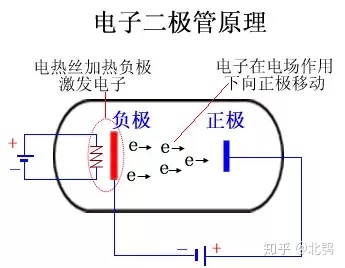 电子二极管原理
电热丝加热负极
激发电子
电子在电场作用
下向正极移动
负极
正极
e→ e→ e→
e→ e→ e→
+
−
− +
知乎 @北鸮